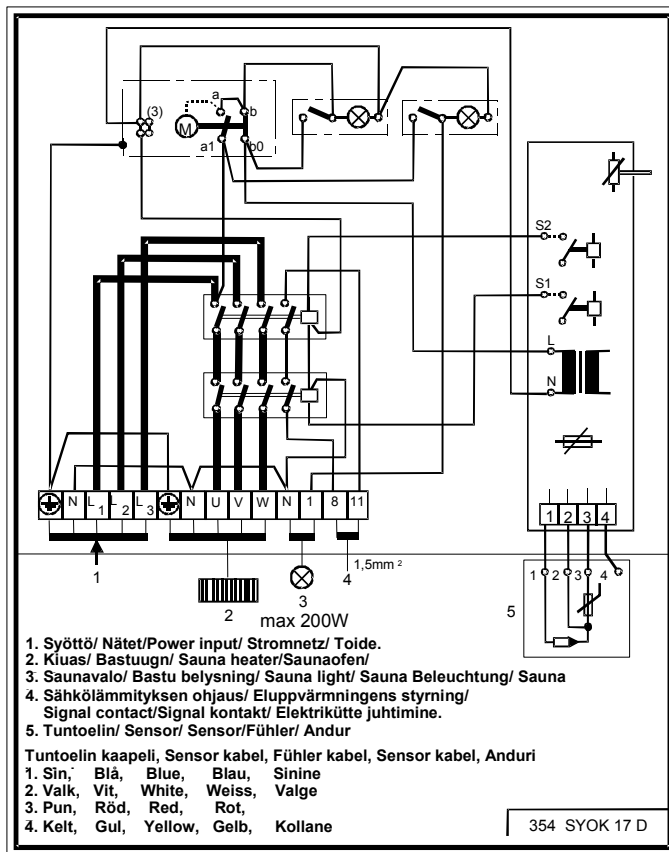 (3)
a
b
M
a1
b0
S2
S1
L
N
N L1 L2 L3 N U V W N 1 8 11
1 2 3 4
1 2 3 4
1
2
3
4
1,5mm ²
5
max 200W
1. Syöttö/ Nätet/Power input/ Stromnetz/ Toide.
2. Kiuas/ Bastuugn/ Sauna heater/Saunaofen/
3. Saunavalo/ Bastu belysning/ Sauna light/ Sauna Beleuchtung/ Sauna
4. Sähkölämmityksen ohjaus/ Eluppvärmningens styrning/
Signal contact/Signal kontakt/ Elektrikütte juhtimine.
5. Tuntoelin/ Sensor/ Sensor/Fühler/ Andur
Tuntoelin kaapeli, Sensor kabel, Fühler kabel, Sensor kabel, Anduri
1. Sin, Blå, Blue, Blau, Sinine
2. Valk, Vit, White, Weiss, Valge
3. Pun, Röd, Red, Rot,
4. Kelt, Gul, Yellow, Gelb, Kollane
354 SYOK 17 D